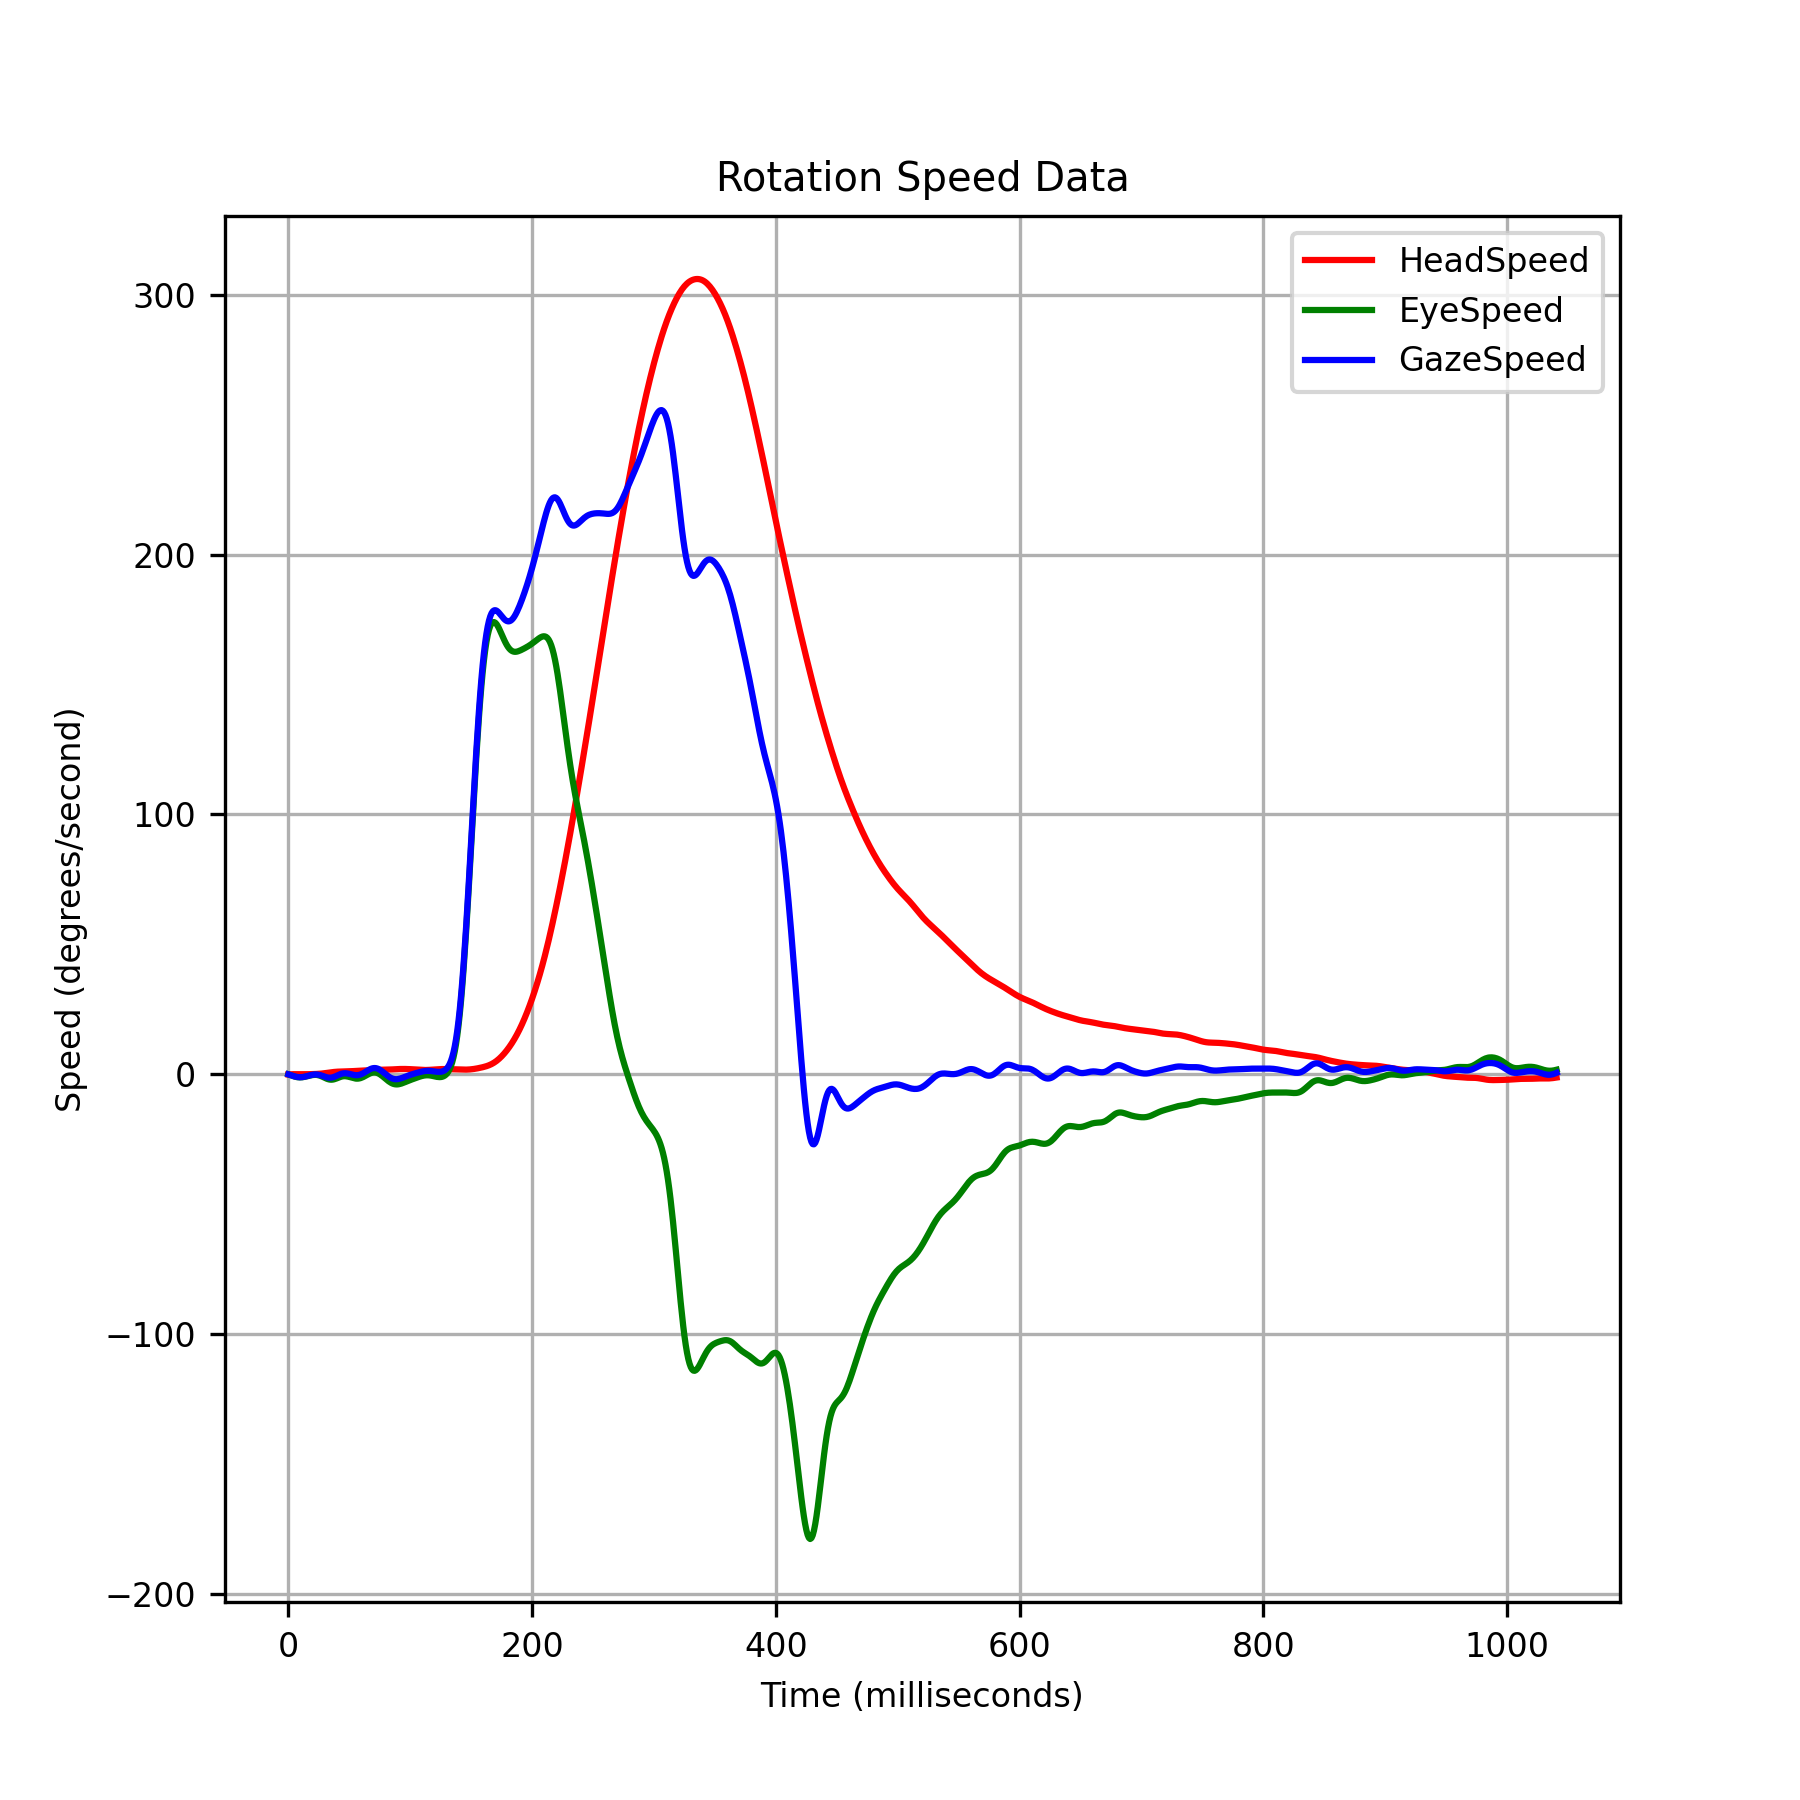 Rotation Speed Data
HeadSpeed
EyeSpeed
GazeSpeed
300
200
100
0
−100
−200
Speed (degrees/second)
0 200 400 600 800 1000
Time (milliseconds)